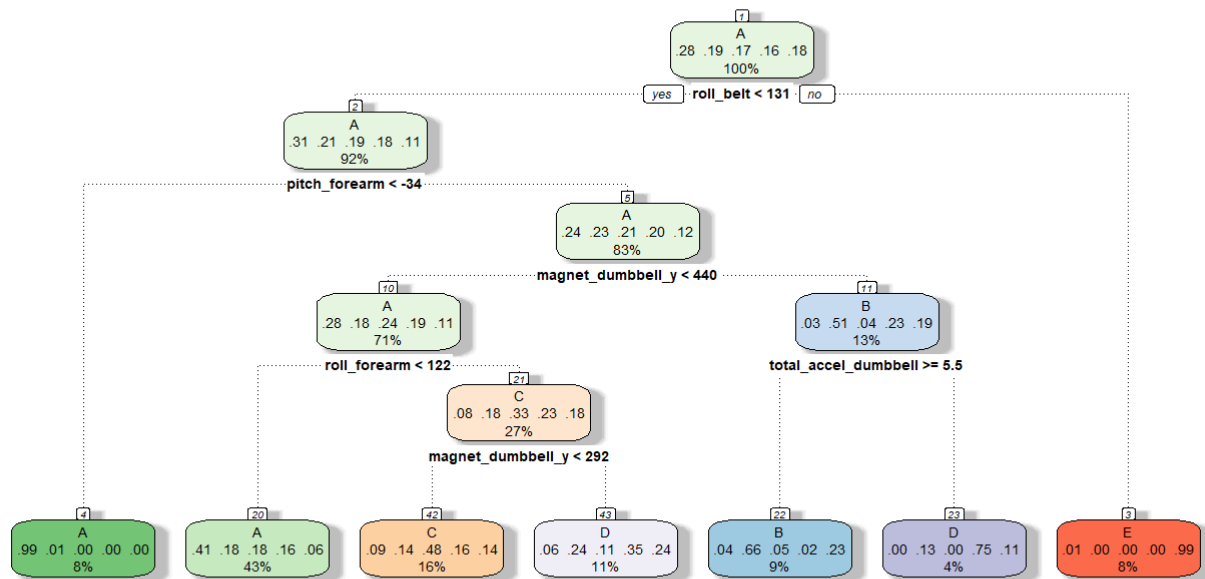 1
A
.28 .19 .17 .16 .18
100%
yes roll_belt < 131 no
2
A
.31 .21 .19 .18 .11
92%
pitch_forearm < -34
5
A
.24 .23 .21 .20 .12
83%
magnet_dumbbell_y < 440
10
A
.28 .18 .24 .19 .11
71%
roll_forearm < 122
11
B
.03 .51 .04 .23 .19
13%
total_accel_dumbbell >= 5.5
21
C
.08 .18 .33 .23 .18
27%
magnet_dumbbell_y < 292
4
A
.99 .01 .00 .00 .00
8%
20
A
.41 .18 .18 .16 .06
43%
42
C
.09 .14 .48 .16 .14
16%
43
D
.06 .24 .11 .35 .24
11%
22
B
.04 .66 .05 .02 .23
9%
23
D
.00 .13 .00 .75 .11
4%
3
E
.01 .00 .00 .00 .99
8%